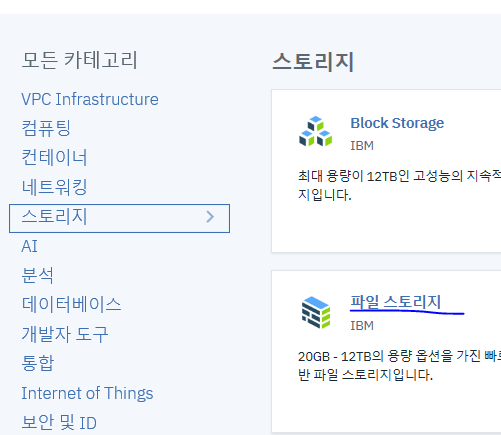 모든 카테고리
VPC Infrastructure
컴퓨팅
컨테이너
네트워킹
스토리지
AI
분석
데이터베이스
개발자 도구
통합
Internet of Things
보안 및 ID
스토리지
Block Storage
IBM
최대 용량이 12TB인 고성능의 지속적
지입니다.
파일 스토리지
IBM
20GB - 12TB의 용량 옵션을 가진 빠르
반 파일 스토리지입니다.